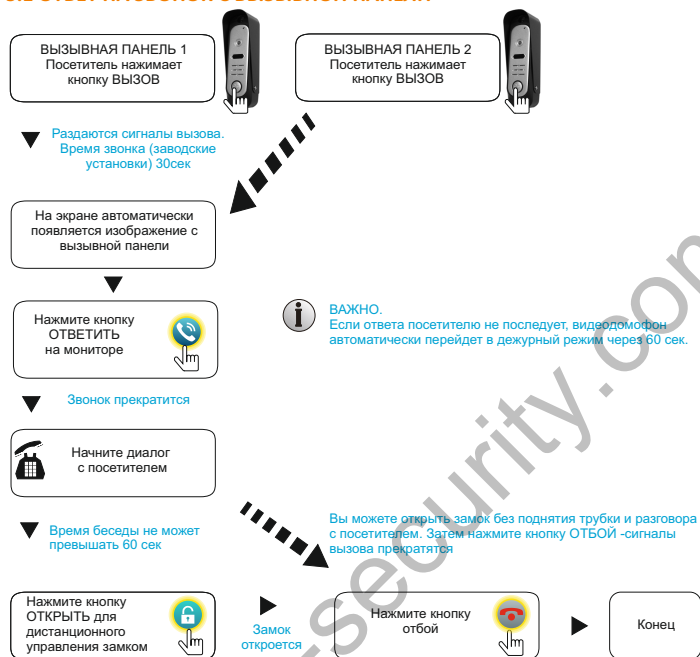 ВЫЗЫВНАЯ ПАНЕЛЬ 1
Посетитель нажимает
кнопку ВЫЗОВ
ВЫЗЫВНАЯ ПАНЕЛЬ 2
Посетитель нажимает
кнопку ВЫЗОВ
Раздаются сигналы вызова.
Время звонка (заводские
установки) 30сек
На экране автоматически
появляется изображение с
вызывной панели
Нажмите кнопку
ОТВЕТИТЬ
на мониторе
ВАЖНО.
Если ответа посетителю не последует, видеодомофон
автоматически перейдет в дежурный режим через 60 сек.
Звонок прекратится
Начните диалог
с посетителем
Время беседы не может
превышать 60 сек
Вы можете открыть замок без поднятия трубки и разговора
с посетителем. Затем нажмите кнопку ОТБОЙ -сигналы
вызова прекратятся
Нажмите кнопку
ОТКРЫТЬ для
дистанционного
управления замком
Замок
откроется
Нажмите кнопку
отбой
Конец
rsecurity.com